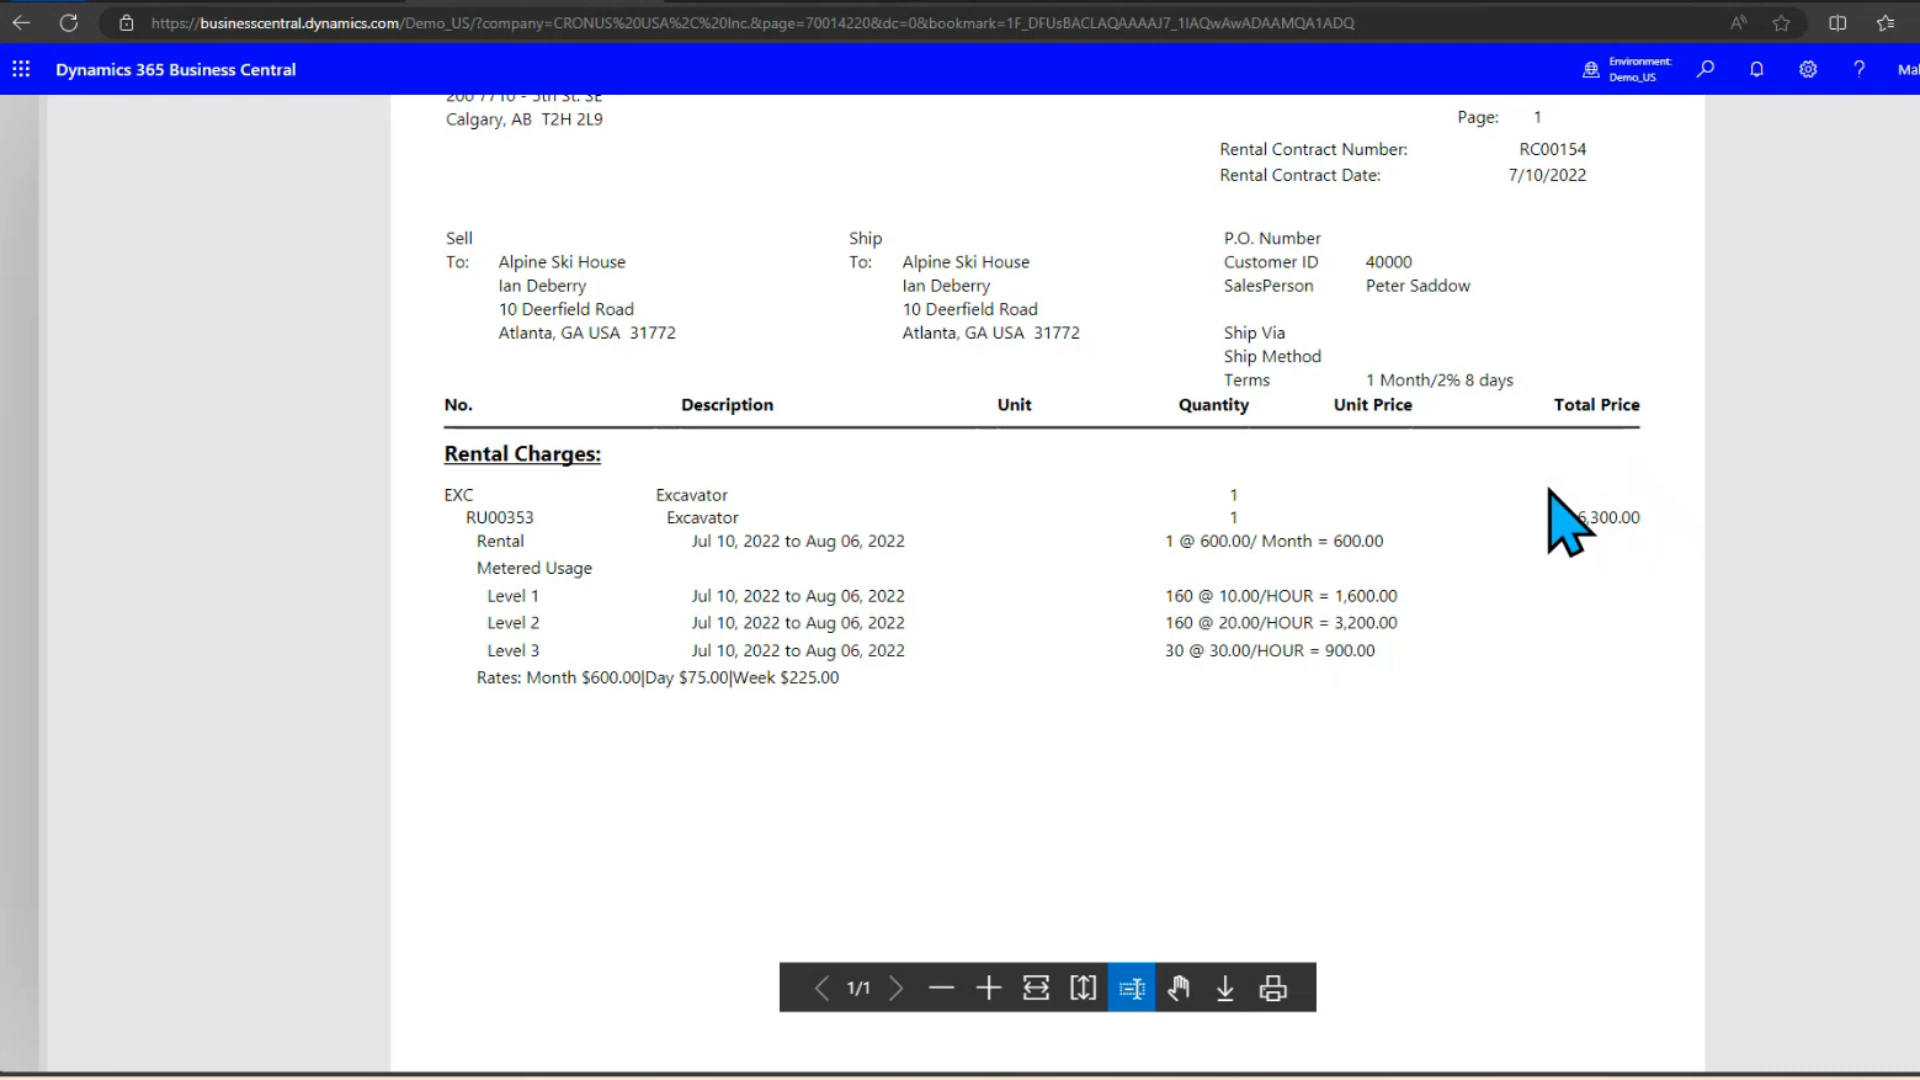 https://businesscentral.dynamics.com/Demo_US/?company=CRONUS%20USA%2C%20Inc.&page=70014220&dc=0&bookmark=1F_DFUsBACLAQAAAAJ7_1IAQwAwADAAMQA1ADQ
Dynamics 365 Business Central
Environment:
Demo_US
?
200 7710 - 5th St. SE
Calgary, AB T2H 2L9
Page: 1
Rental Contract Number: RC00154
Rental Contract Date: 7/10/2022
Sell Ship P.O. Number
To: Alpine Ski House To: Alpine Ski House Customer ID 40000
Ian Deberry Ian Deberry SalesPerson Peter Saddow
10 Deerfield Road 10 Deerfield Road
Atlanta, GA USA 31772 Atlanta, GA USA 31772 Ship Via
Ship Method
Terms 1 Month/2% 8 days
No. Description Unit Quantity Unit Price Total Price
Rental Charges:
EXC Excavator 1
RU00353 Excavator 1 6,300.00
Rental Jul 10, 2022 to Aug 06, 2022 1 @ 600.00/ Month = 600.00
Metered Usage
Level 1 Jul 10, 2022 to Aug 06, 2022 160 @ 10.00/HOUR = 1,600.00
Level 2 Jul 10, 2022 to Aug 06, 2022 160 @ 20.00/HOUR = 3,200.00
Level 3 Jul 10, 2022 to Aug 06, 2022 30 @ 30.00/HOUR = 900.00
Rates: Month $600.00|Day $75.00|Week $225.00
1/1